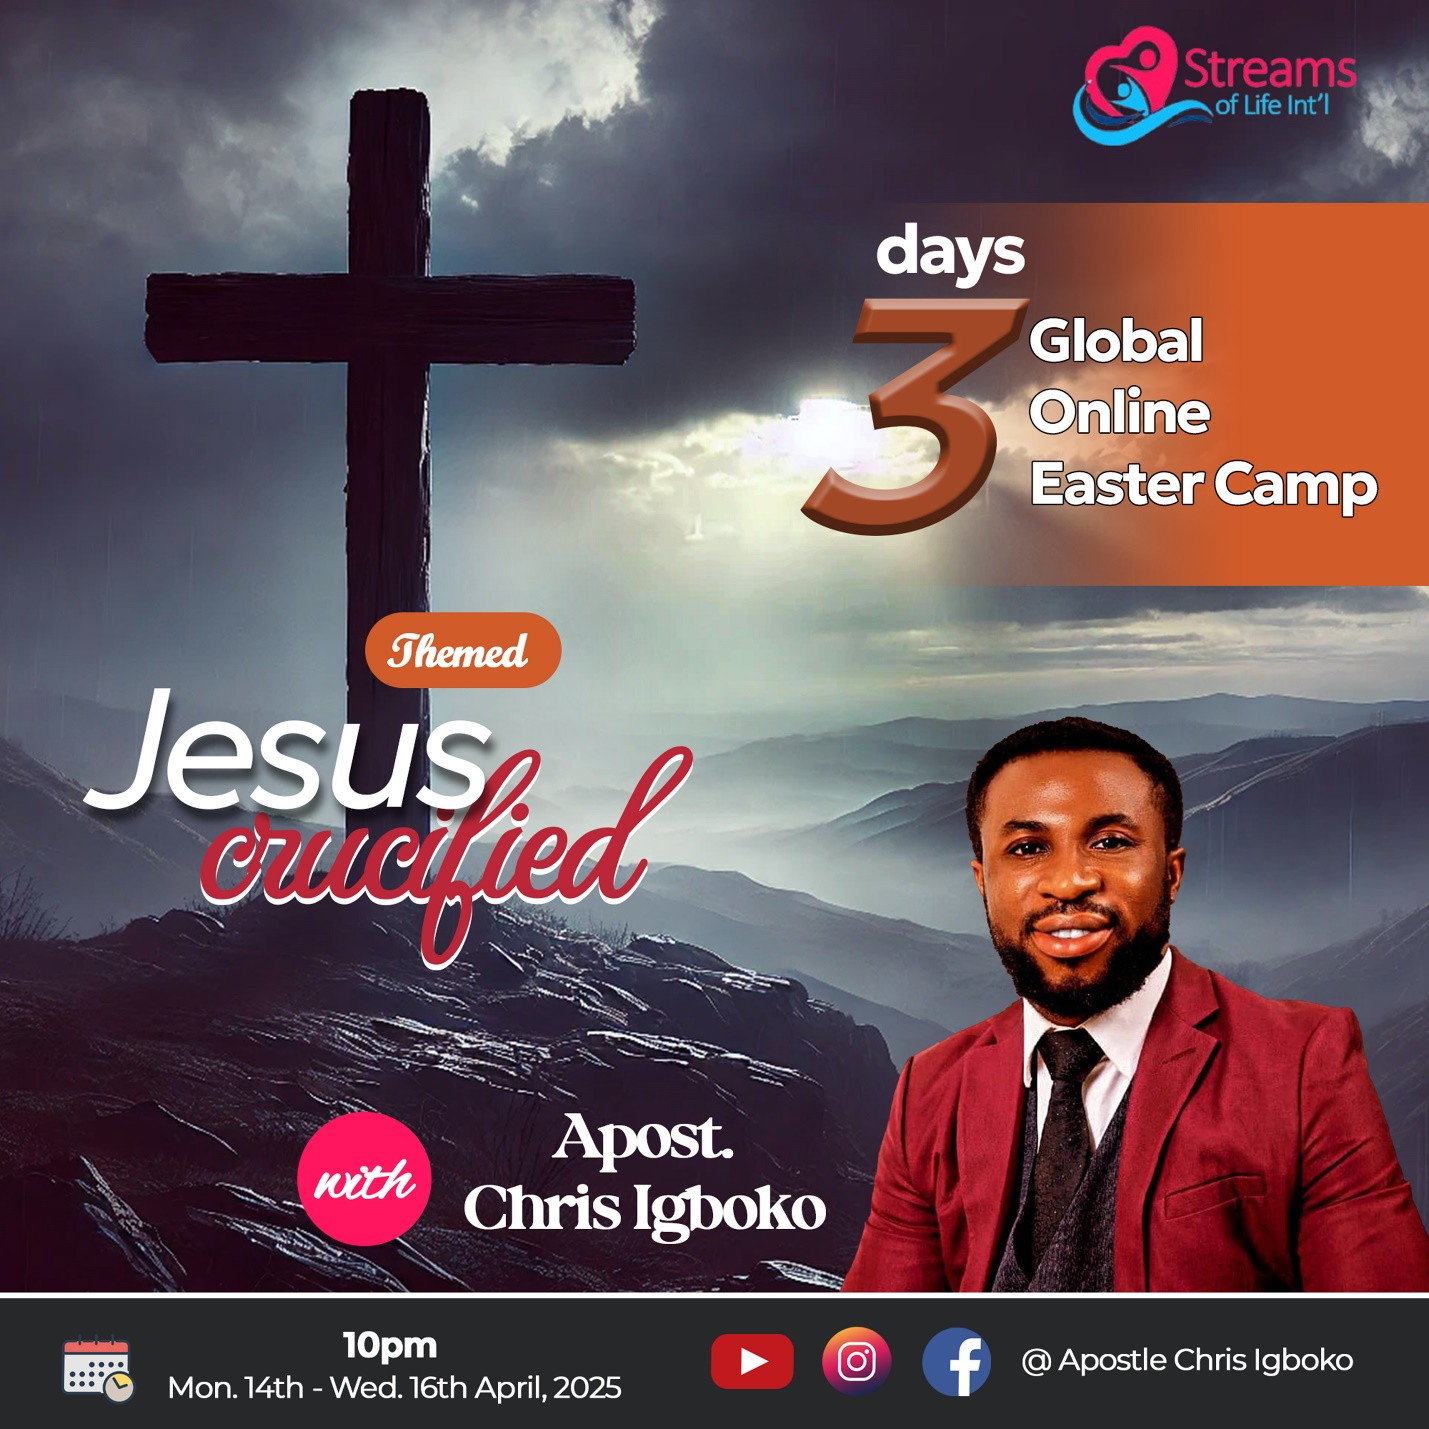 Streams
of Life Int'l
days
3
Global
Online
Easter Camp
Themed
Jesus
crucified
with
Apost.
Chris Igboko
10pm
Mon. 14th - Wed. 16th April, 2025
@ Apostle Chris Igboko